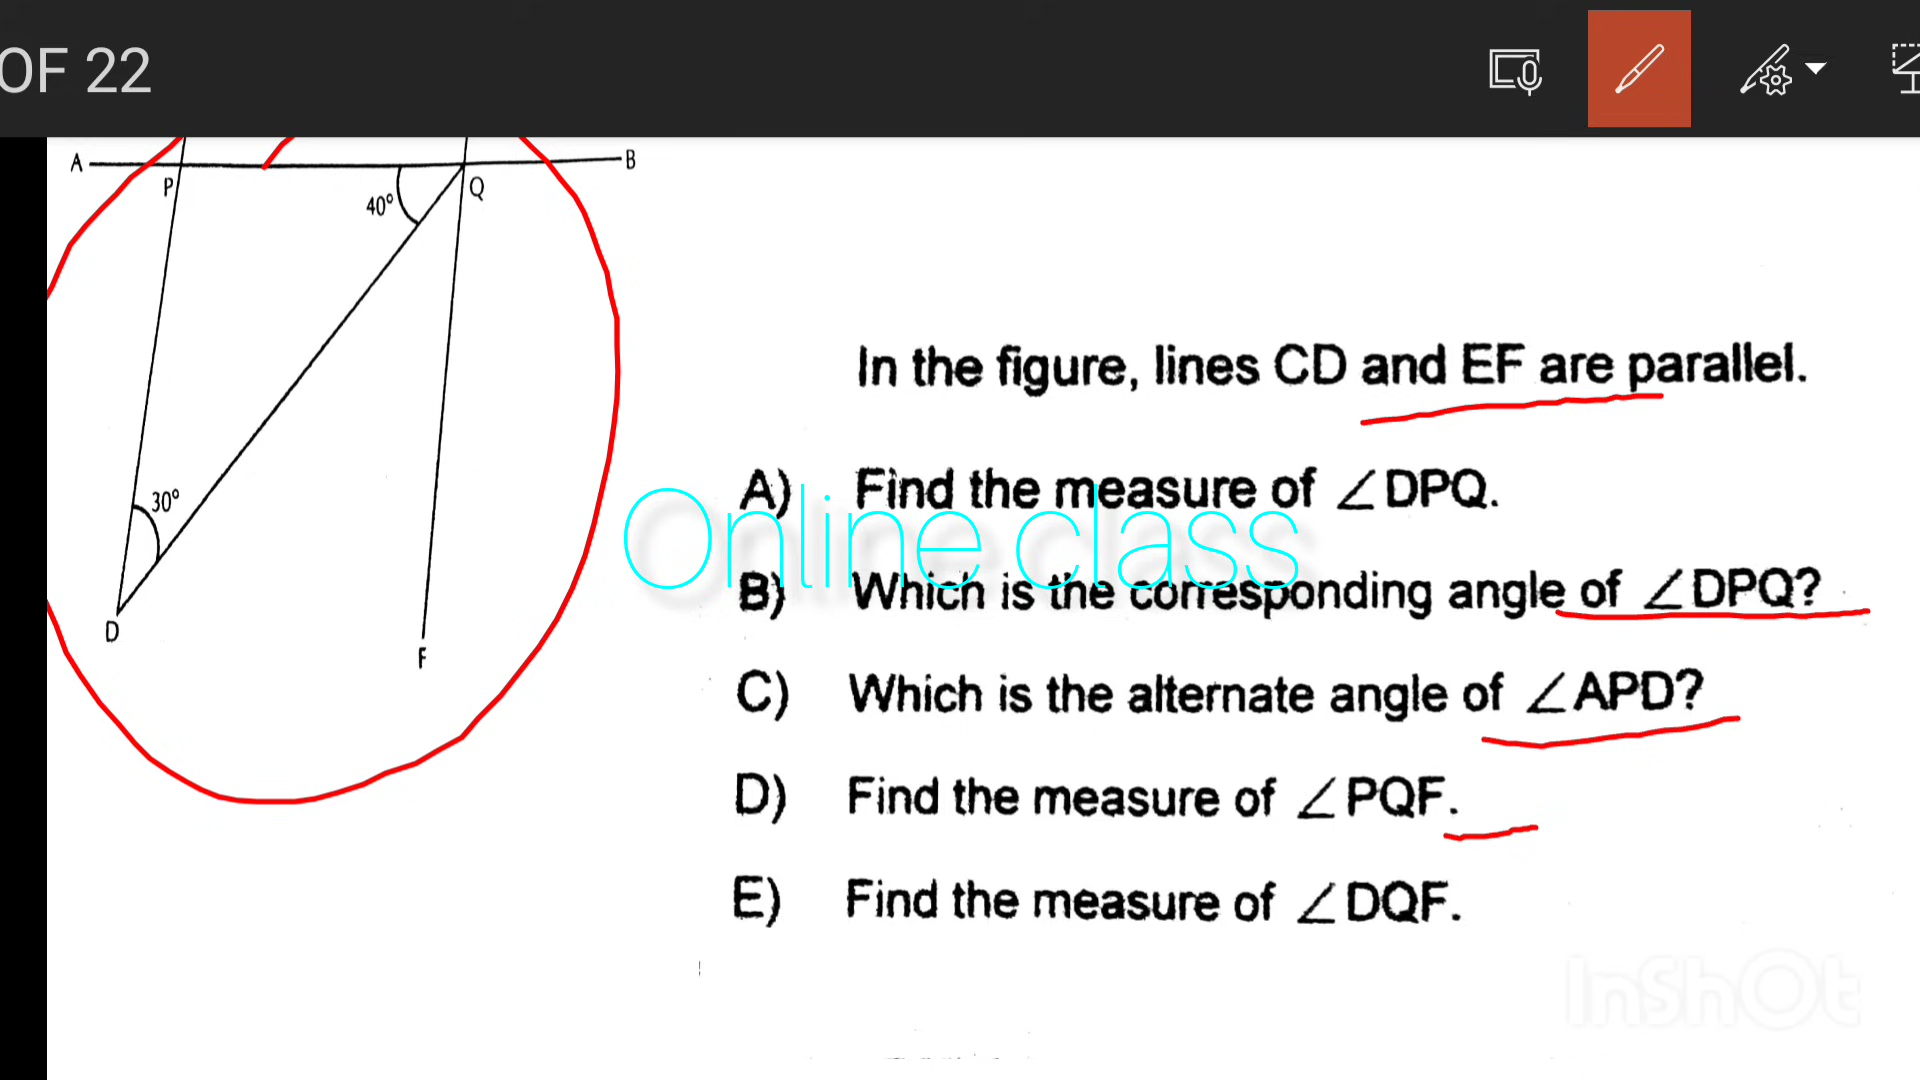 OF 22
A
B
P
Q
40°
30°
D
F
In the figure, lines CD and EF are parallel.
A) Find the measure of ∠DPQ.
Online class
B) Which is the corresponding angle of ∠DPQ?
C) Which is the alternate angle of ∠APD?
D) Find the measure of ∠PQF.
E) Find the measure of ∠DQF.
InShOt